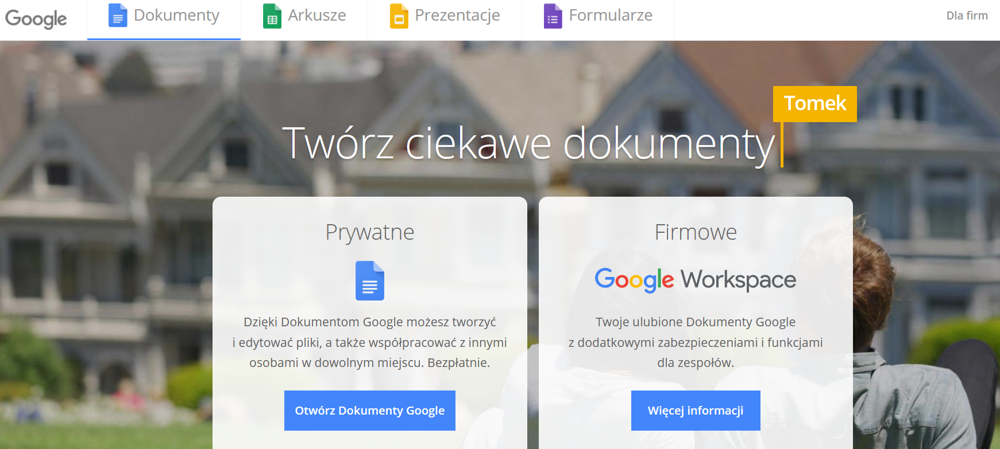 Google Dokumenty Arkusze Prezentacje Formularze Dla firm
Tomek
Twórz ciekawe dokumenty
Prywatne
Dzięki Dokumentom Google możesz tworzyć
i edytować pliki, a także współpracować z innymi
osobami w dowolnym miejscu. Bezpłatnie.
Otwórz Dokumenty Google
Firmowe
Google Workspace
Twoje ulubione Dokumenty Google
z dodatkowymi zabezpieczeniami i funkcjami
dla zespołów.
Więcej informacji